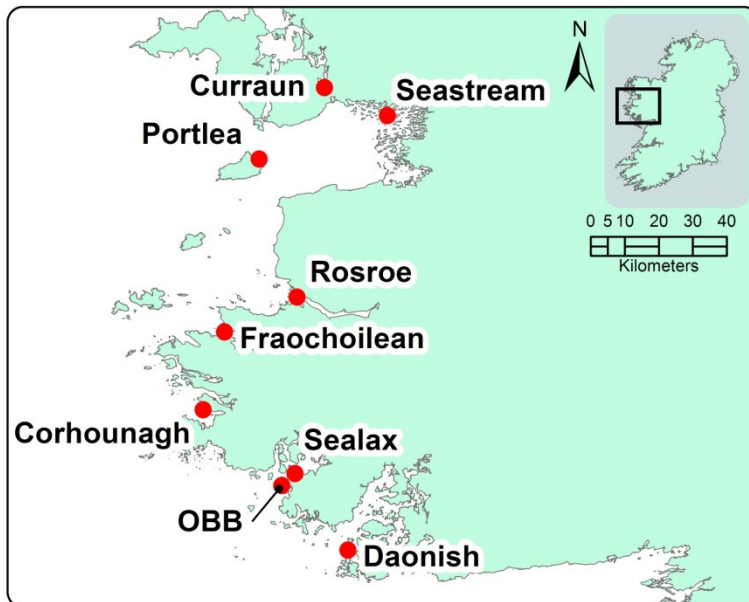 N
Curraun
Seastream
Portlea
0 5 10 20 30 40
Kilometers
Rosroe
Fraochoilean
Corhounagh
Sealax
OBB
Daonish